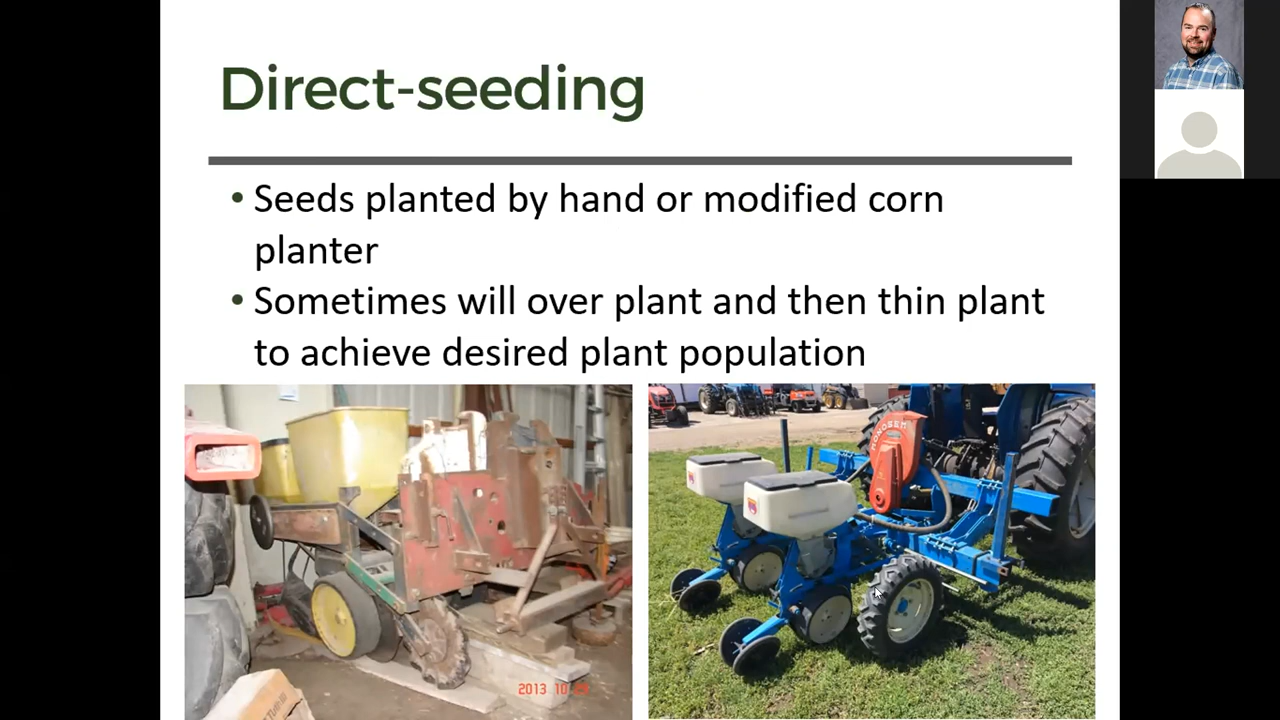 Direct-seeding
• Seeds planted by hand or modified corn
planter
• Sometimes will over plant and then thin plant
to achieve desired plant population
MONOSEM
2013 10